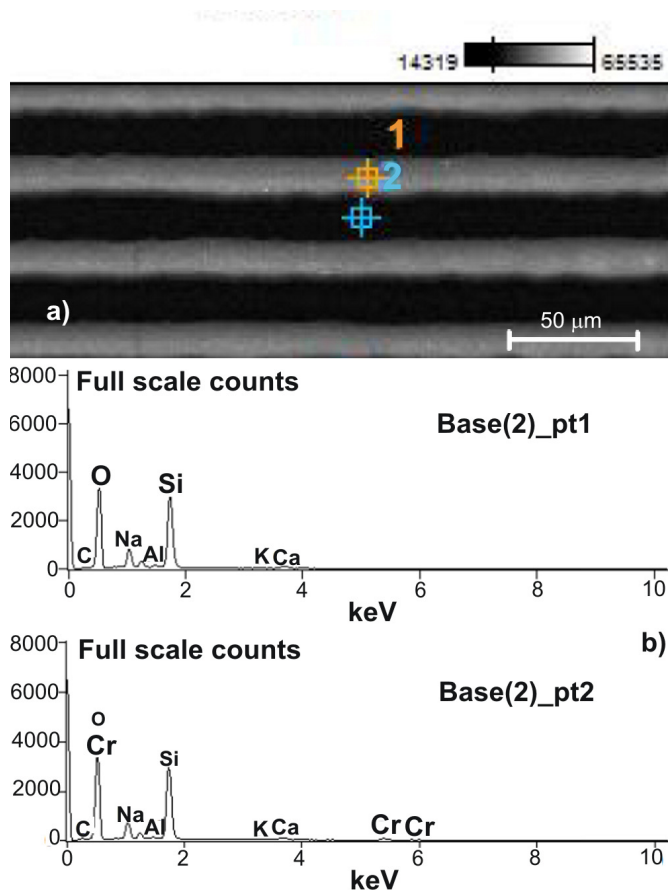 14319 65535
1
2
a)
50 μm
8000
Full scale counts
Base(2)_pt1
6000
4000
O Si
2000
Na
C Al K Ca
0
0 2 4 6 8 10
keV
b)
8000
Full scale counts
Base(2)_pt2
6000
O
4000
Cr
Si
2000
Na
C Al K Ca Cr Cr
0
0 2 4 6 8 10
keV